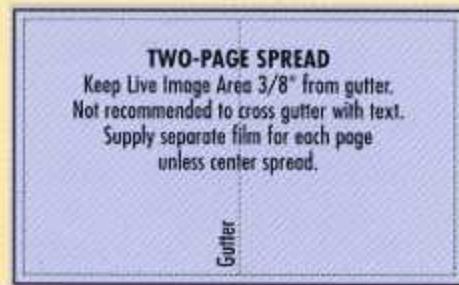 TWO-PAGE SPREAD
Keep Live Image Area 3/8" from gutter.
Not recommended to cross gutter with text.
Supply separate film for each page
unless center spread.
Gutter